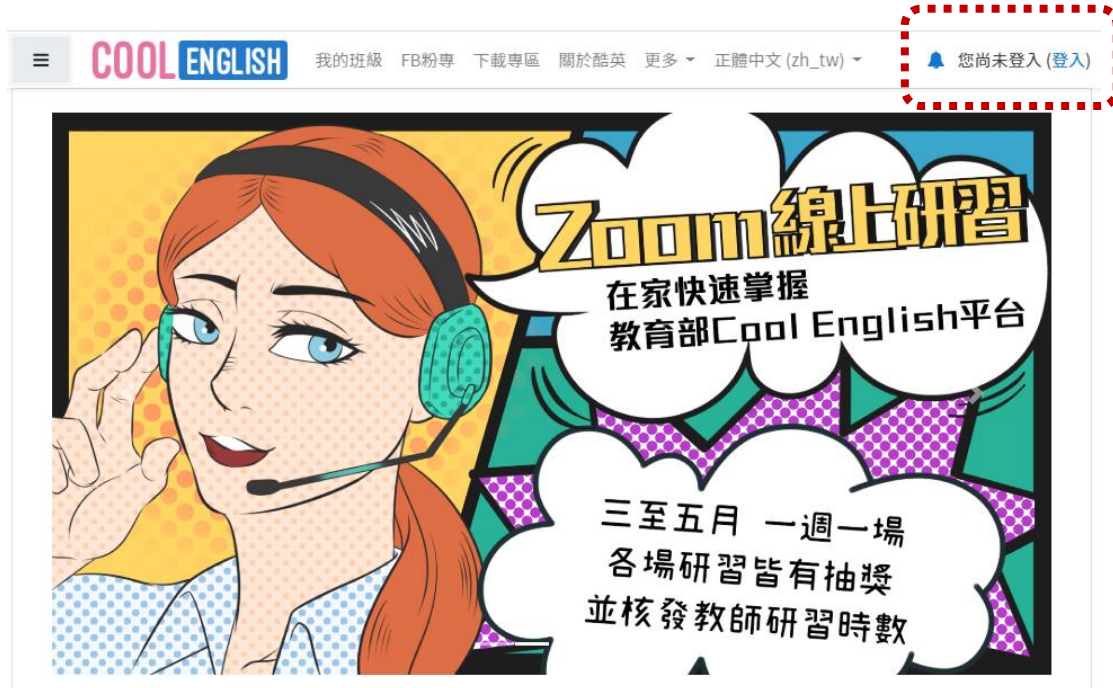 COOL ENGLISH 我的班級 FB粉專 下載專區 關於酷英 更多 正體中文 (zh_tw) 您尚未登入 (登入)
Zoom線上研習
在家快速掌握
教育部Cool English平台
三至五月 一週一場
各場研習皆有抽獎
並核發教師研習時數